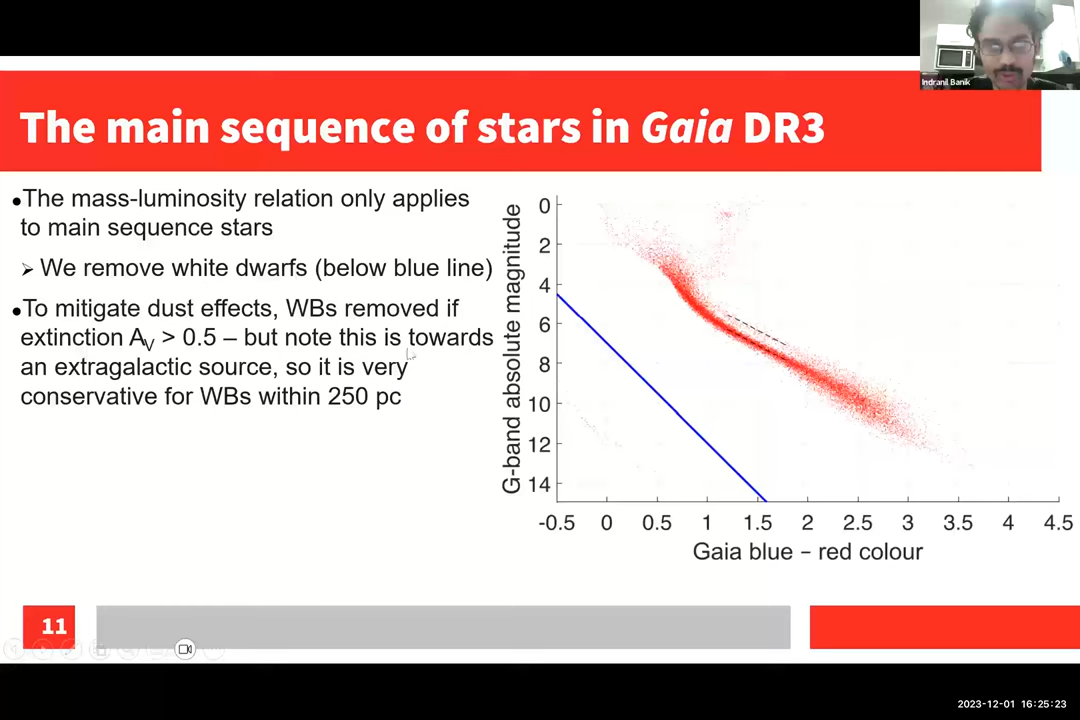 Indranil Banik
The main sequence of stars in Gaia DR3
•The mass-luminosity relation only applies
to main sequence stars
➢ We remove white dwarfs (below blue line)
•To mitigate dust effects, WBs removed if
extinction AV > 0.5 – but note this is towards
an extragalactic source, so it is very
conservative for WBs within 250 pc
G-band absolute magnitude
0
2
4
6
8
10
12
14
-0.5 0 0.5 1 1.5 2 2.5 3 3.5 4 4.5
Gaia blue – red colour
11
2023-12-01 16:25:23